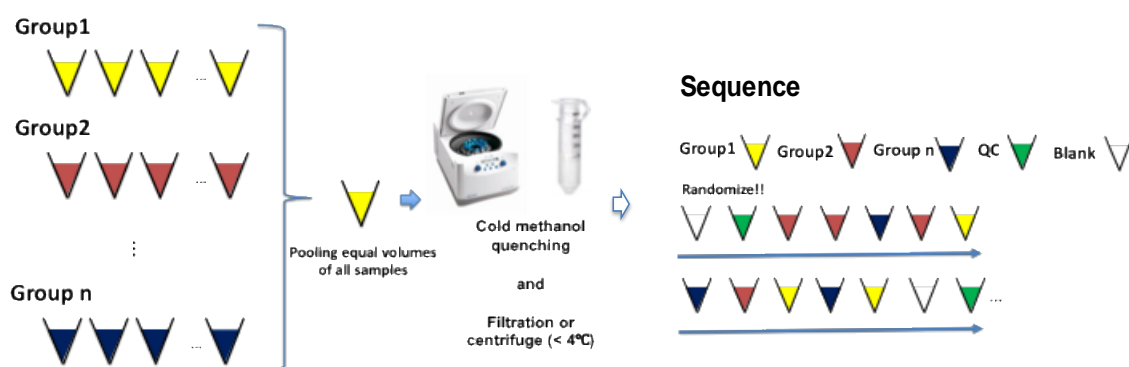 Group1
...
Group2
...
⋮
Group n
...
Pooling equal volumes
of all samples
Cold methanol
quenching
and
Filtration or
centrifuge (< 4℃)
Sequence
Group1 Group2 Group n QC Blank
Randomize!!
...